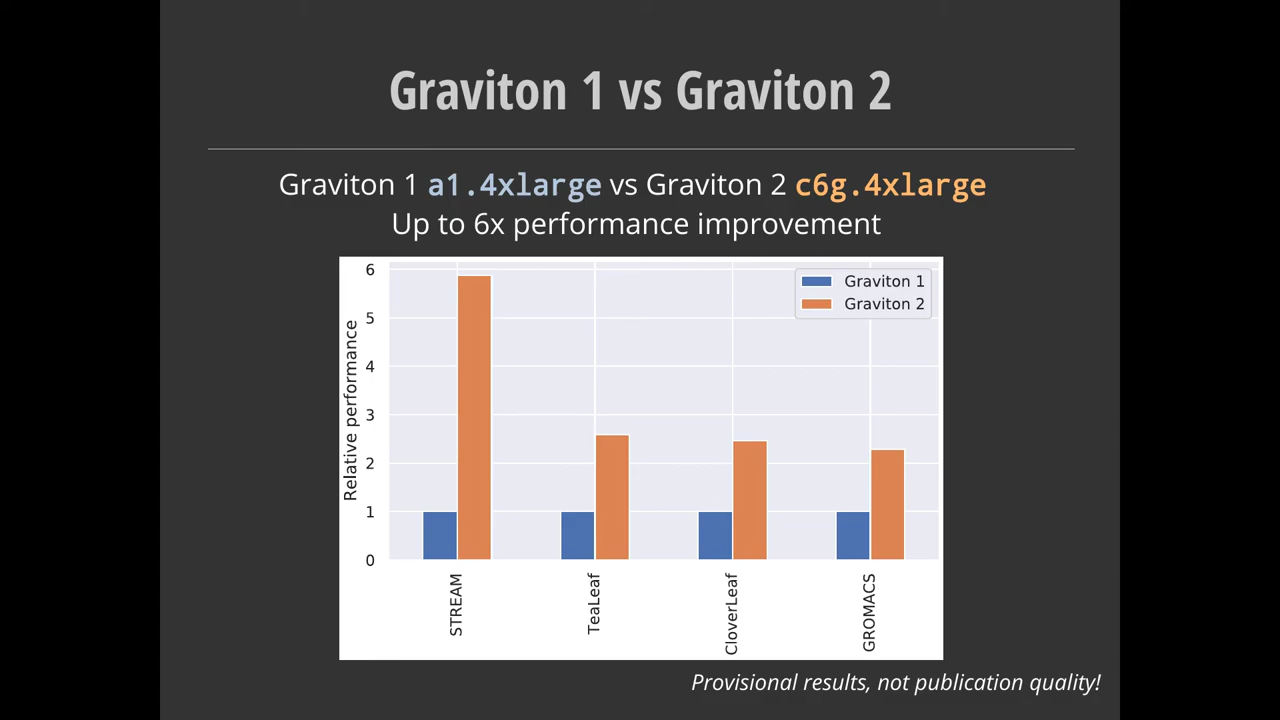 Graviton 1 vs Graviton 2
Graviton 1 a1.4xlarge vs Graviton 2 c6g.4xlarge
Up to 6x performance improvement
Graviton 1
Graviton 2
Relative performance
6
5
4
3
2
1
0
STREAM
TeaLeaf
CloverLeaf
GROMACS
Provisional results, not publication quality!